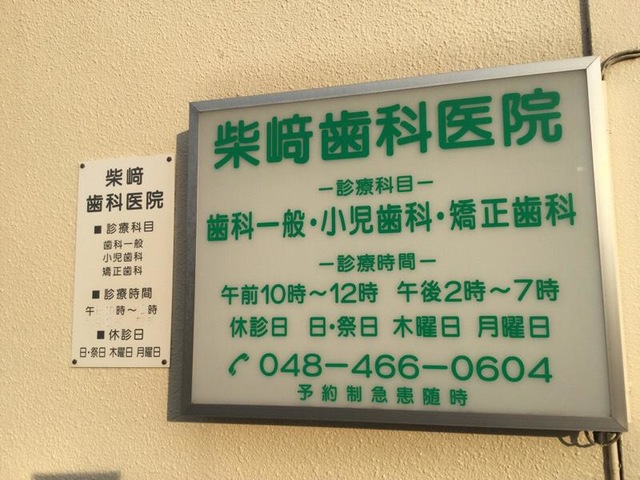 柴﨑歯科医院
ー診療科目ー
歯科一般・小児歯科・矯正歯科
ー診療時間ー
午前10時〜12時 午後2時〜7時
休診日 日・祭日 木曜日 月曜日
048-466-0604
予約制急患随時
柴﨑
歯科医院
■診療科目
歯科一般
小児歯科
矯正歯科
■診療時間
午 時〜 時
■休診日
日・祭日 木曜日 月曜日